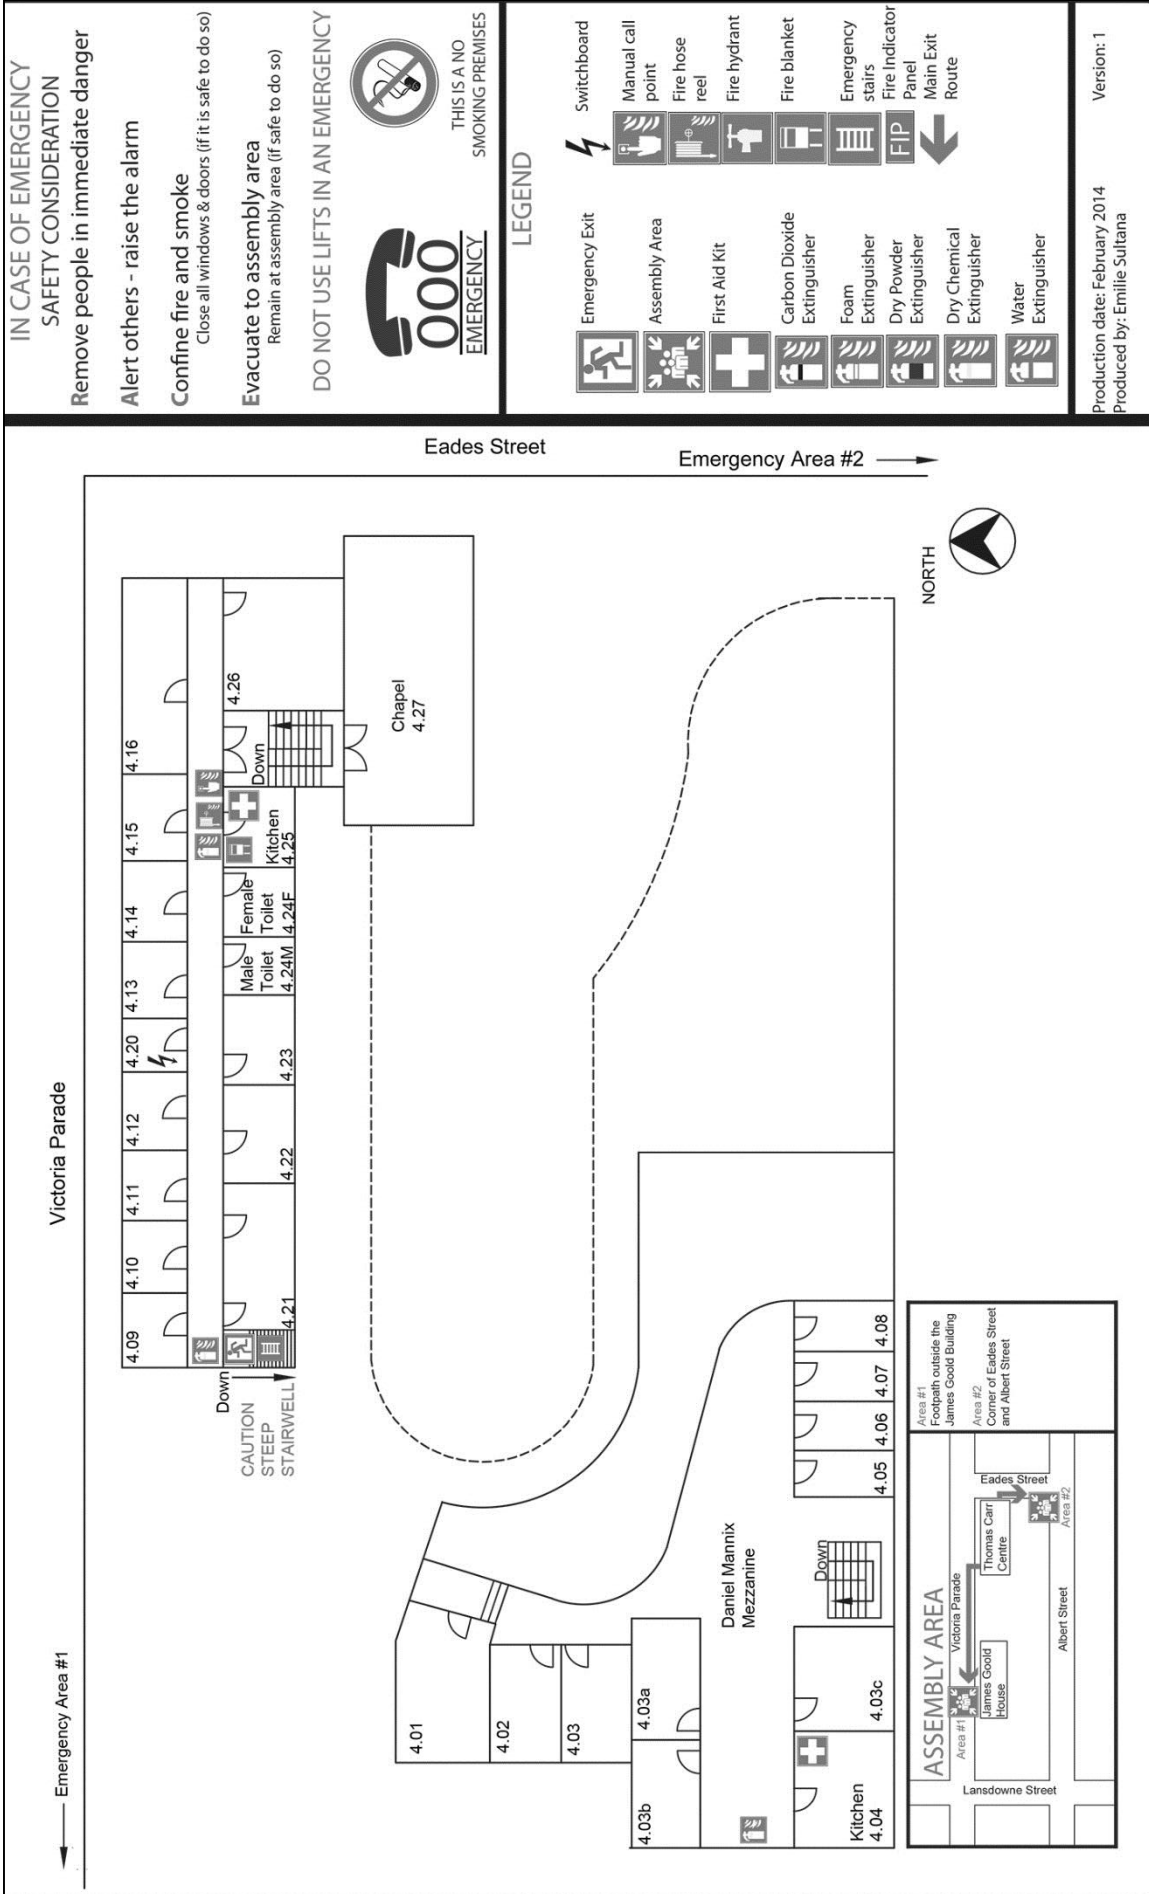 IN CASE OF EMERGENCY
SAFETY CONSIDERATION
Remove people in immediate danger
Alert others - raise the alarm
Confine fire and smoke
Close all windows & doors (if it is safe to do so)
Evacuate to assembly area
Remain at assembly area (if safe to do so)
DO NOT USE LIFTS IN AN EMERGENCY
000
EMERGENCY
THIS IS A NO
SMOKING PREMISES
LEGEND
Emergency Exit
Assembly Area
First Aid Kit
Carbon Dioxide
Extinguisher
Foam
Extinguisher
Dry Powder
Extinguisher
Dry Chemical
Extinguisher
Water
Extinguisher
Switchboard
Manual call
point
Fire hose
reel
Fire hydrant
Fire blanket
Emergency
stairs
FIP
Fire Indicator
Panel
Main Exit
Route
Production date: February 2014
Produced by: Emilie Sultana
Version: 1
Emergency Area #1
Victoria Parade
Eades Street
Emergency Area #2
NORTH
4.09
4.10
4.11
4.12
4.20
4.13
4.14
4.15
4.16
Down
CAUTION
STEEP
STAIRWELL
4.21
4.22
4.23
Male
Toilet
4.24M
Female
Toilet
4.24F
Kitchen
4.25
Down
4.26
Chapel
4.27
4.01
4.02
4.03
4.03a
4.03b
Daniel Mannix
Mezzanine
Kitchen
4.04
4.03c
Down
4.05
4.06
4.07
4.08
ASSEMBLY AREA
Area #1
Victoria Parade
James Goold
House
Thomas Carr
Centre
Eades Street
Area #2
Lansdowne Street
Albert Street
Area #1
Footpath outside the
James Goold Building
Area #2
Corner of Eades Street
and Albert Street